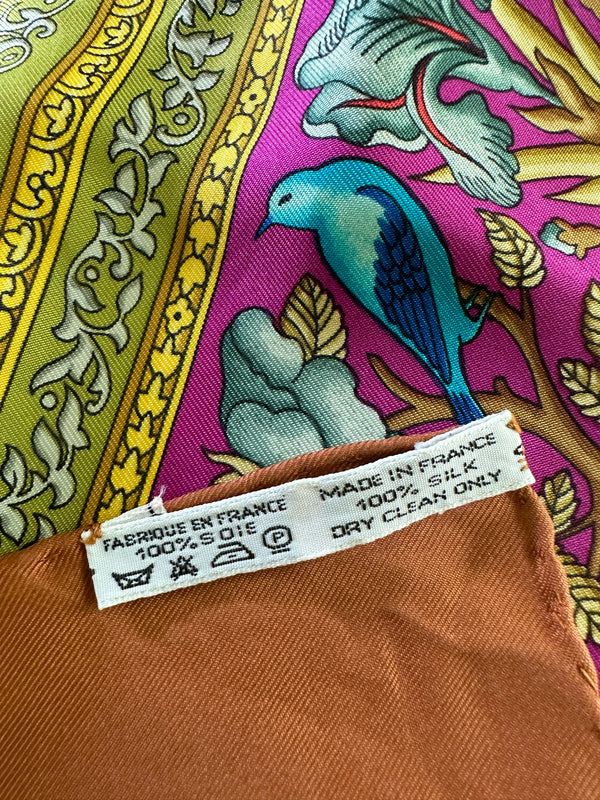 FABRIQUE EN FRANCE
100% SOIE
MADE IN FRANCE
100% SILK
DRY CLEAN ONLY
P